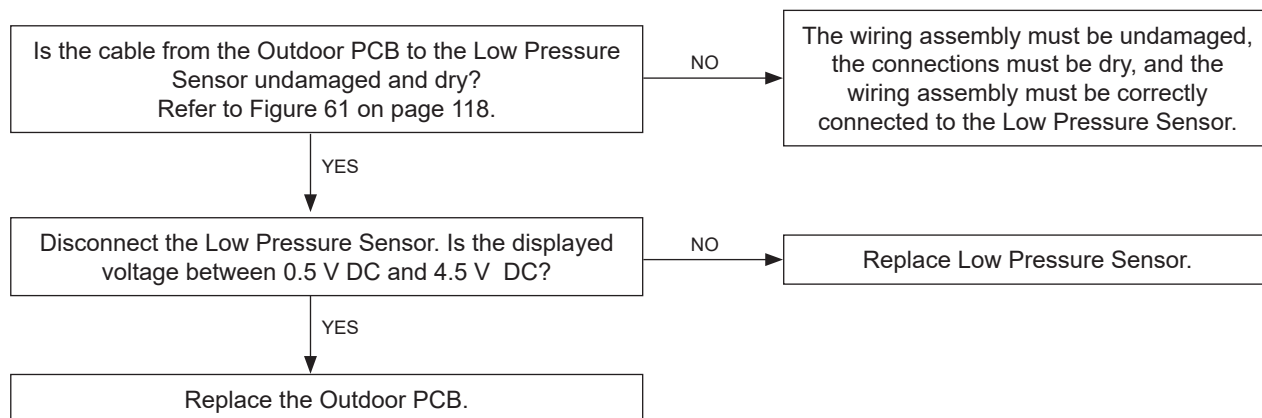 Is the cable from the Outdoor PCB to the Low Pressure
Sensor undamaged and dry?
Refer to Figure 61 on page 118.
NO
The wiring assembly must be undamaged,
the connections must be dry, and the
wiring assembly must be correctly
connected to the Low Pressure Sensor.
YES
Disconnect the Low Pressure Sensor. Is the displayed
voltage between 0.5 V DC and 4.5 V  DC?
NO
Replace Low Pressure Sensor.
YES
Replace the Outdoor PCB.